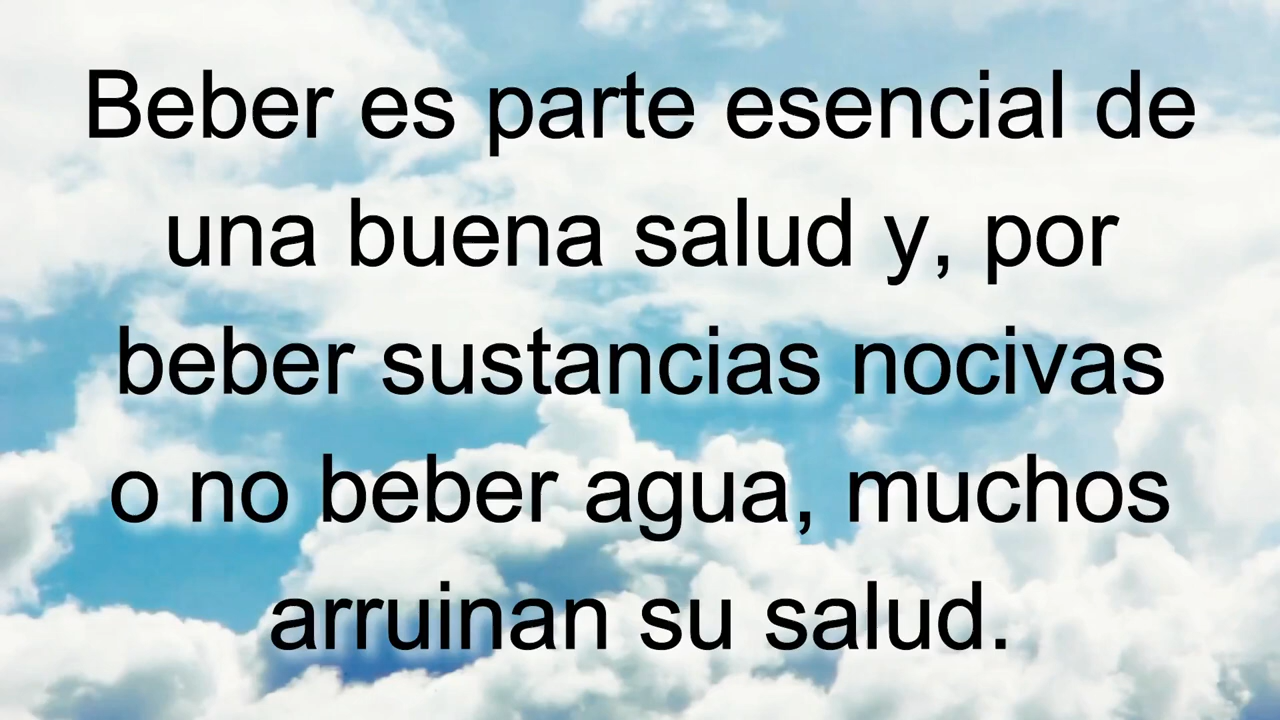 Beber es parte esencial de
una buena salud y, por
beber sustancias nocivas
o no beber agua, muchos
arruinan su salud.